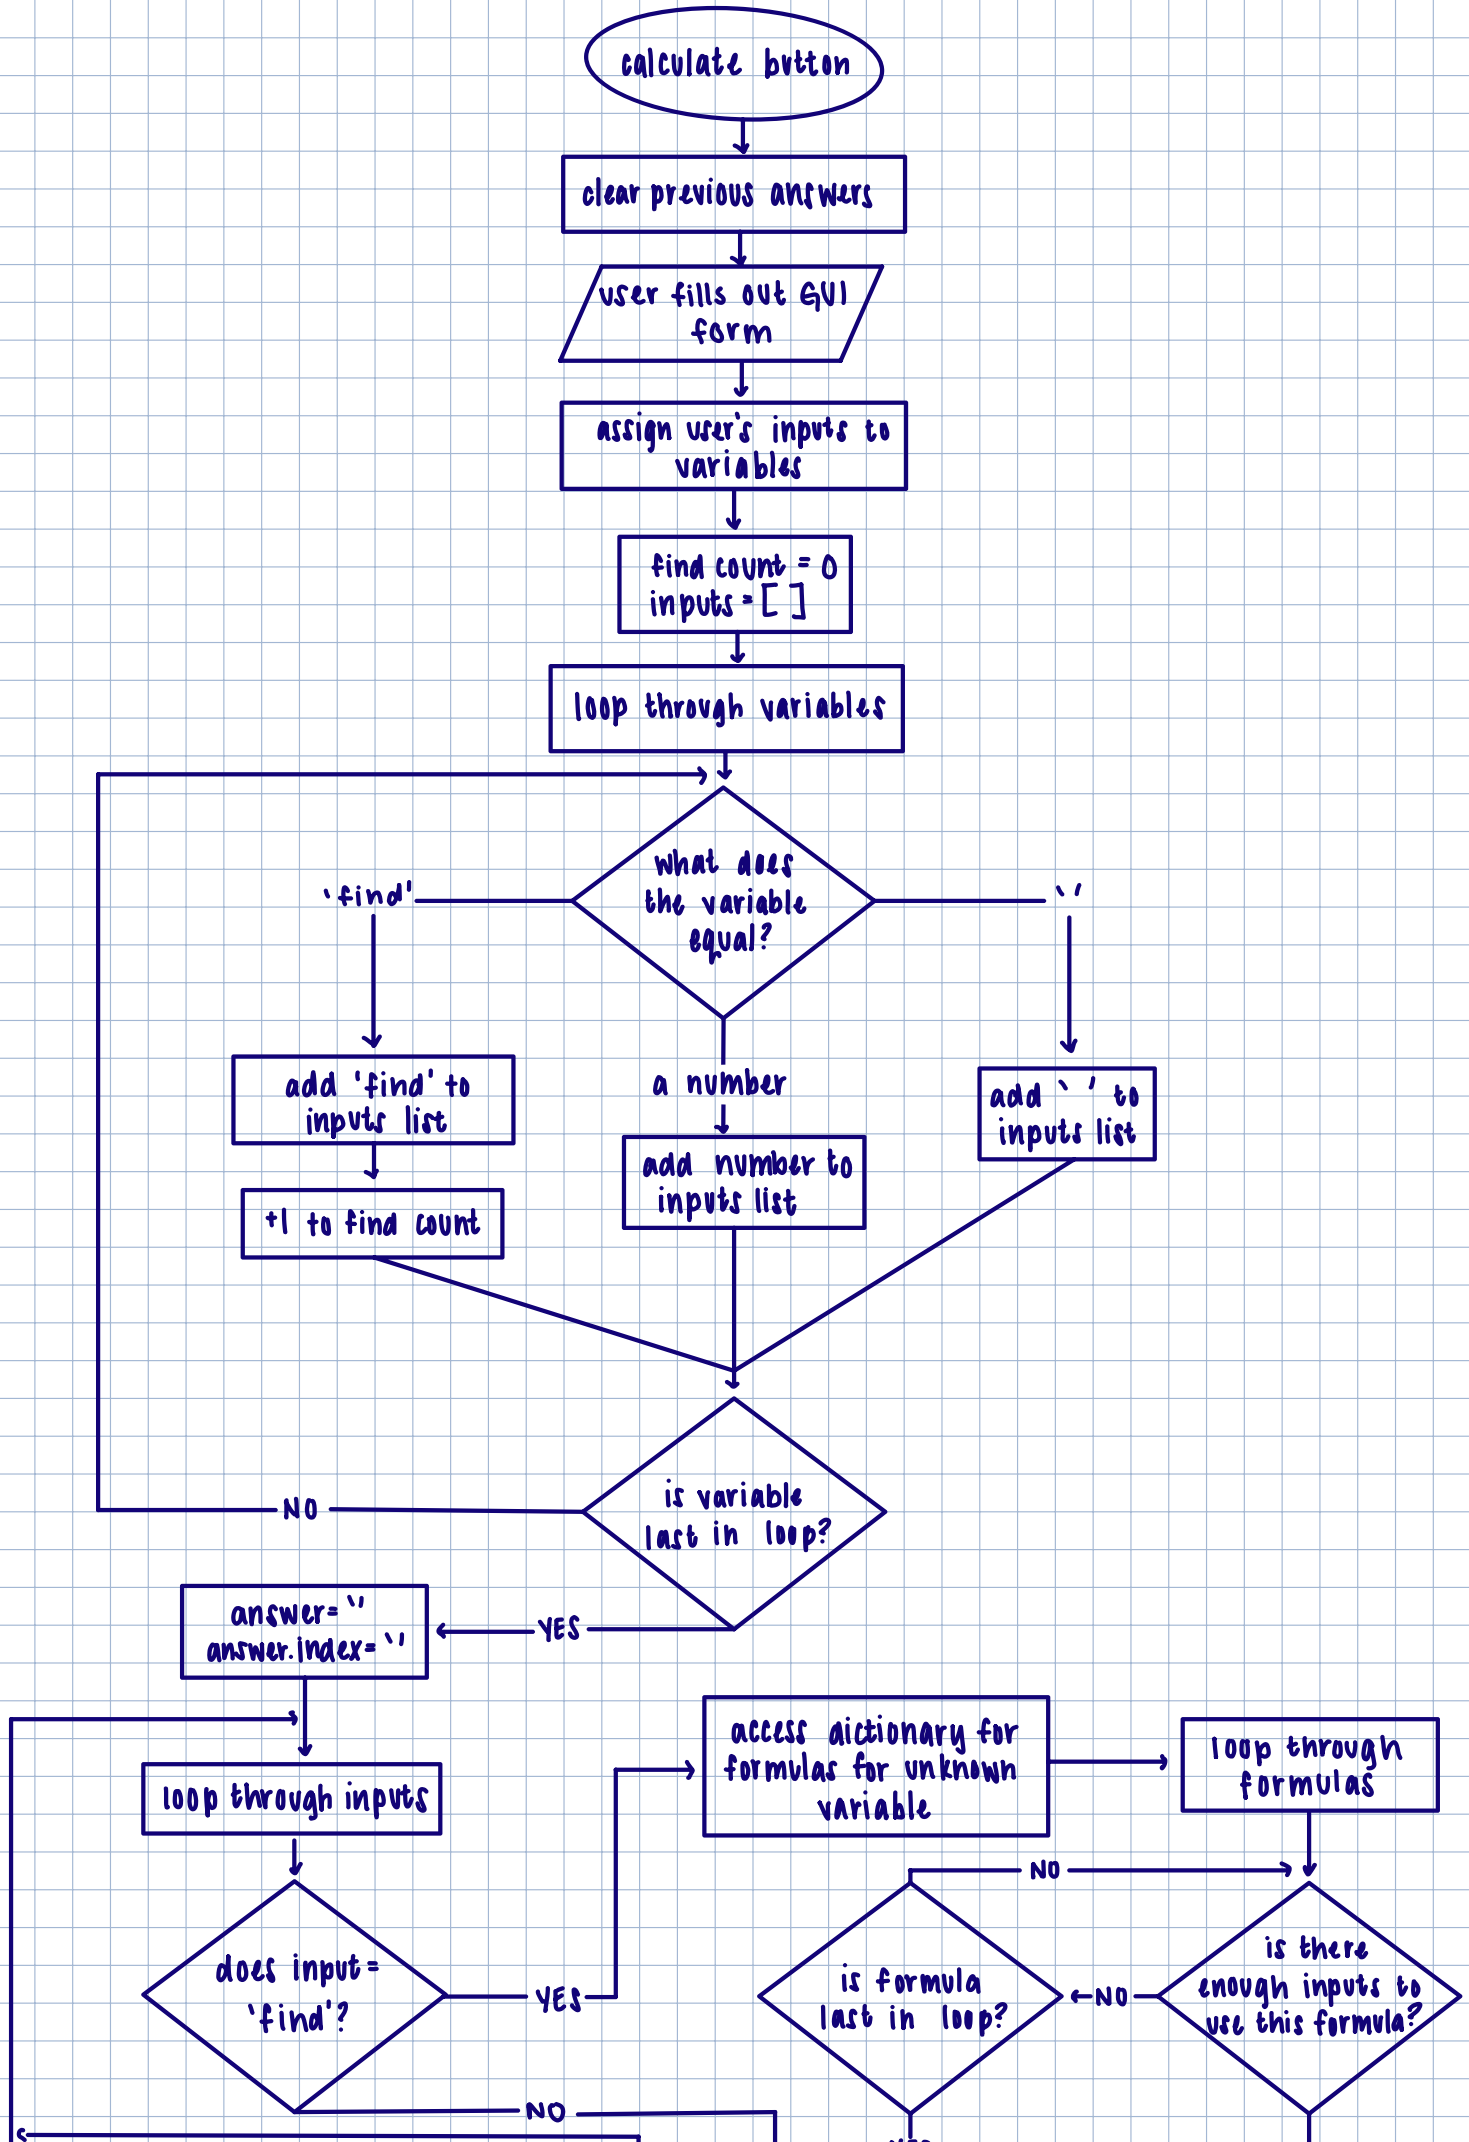 calculate button
clear previous answers
user fills out GUI
form
assign user's inputs to
variables
find count = 0
inputs = [ ]
loop through variables
what does
the variable
equal?
'find'
' '
a number
add 'find' to
inputs list
+1 to find count
add number to
inputs list
add ' ' to
inputs list
is variable
last in loop?
NO
YES
answer= ' '
answer.index= ' '
loop through inputs
does input=
'find'?
YES
NO
access dictionary for
formulas for unknown
variable
loop through
formulas
is there
enough inputs to
use this formula?
NO
is formula
last in loop?
NO